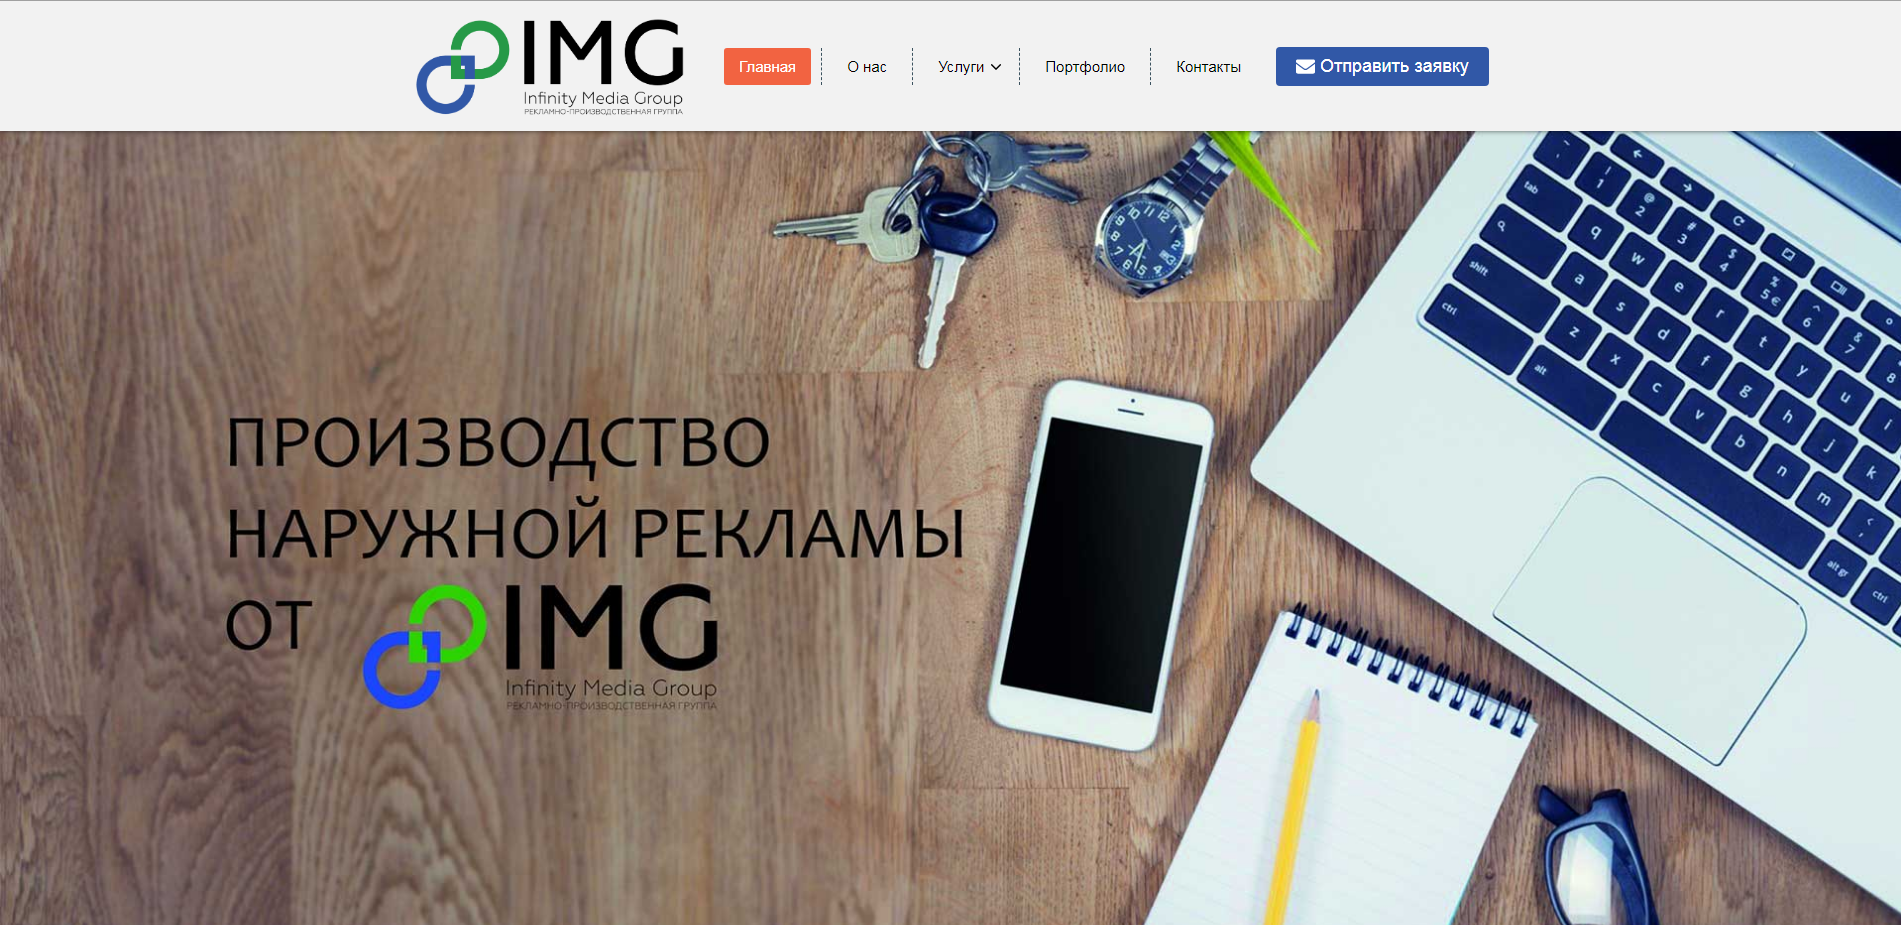 IMG
Infinity Media Group
РЕКЛАМНО-ПРОИЗВОДСТВЕННАЯ ГРУППА
Главная
О нас
Услуги
Портфолио
Контакты
Отправить заявку
ПРОИЗВОДСТВО
НАРУЖНОЙ РЕКЛАМЫ
ОТ IMG
Infinity Media Group
РЕКЛАМНО-ПРОИЗВОДСТВЕННАЯ ГРУППА